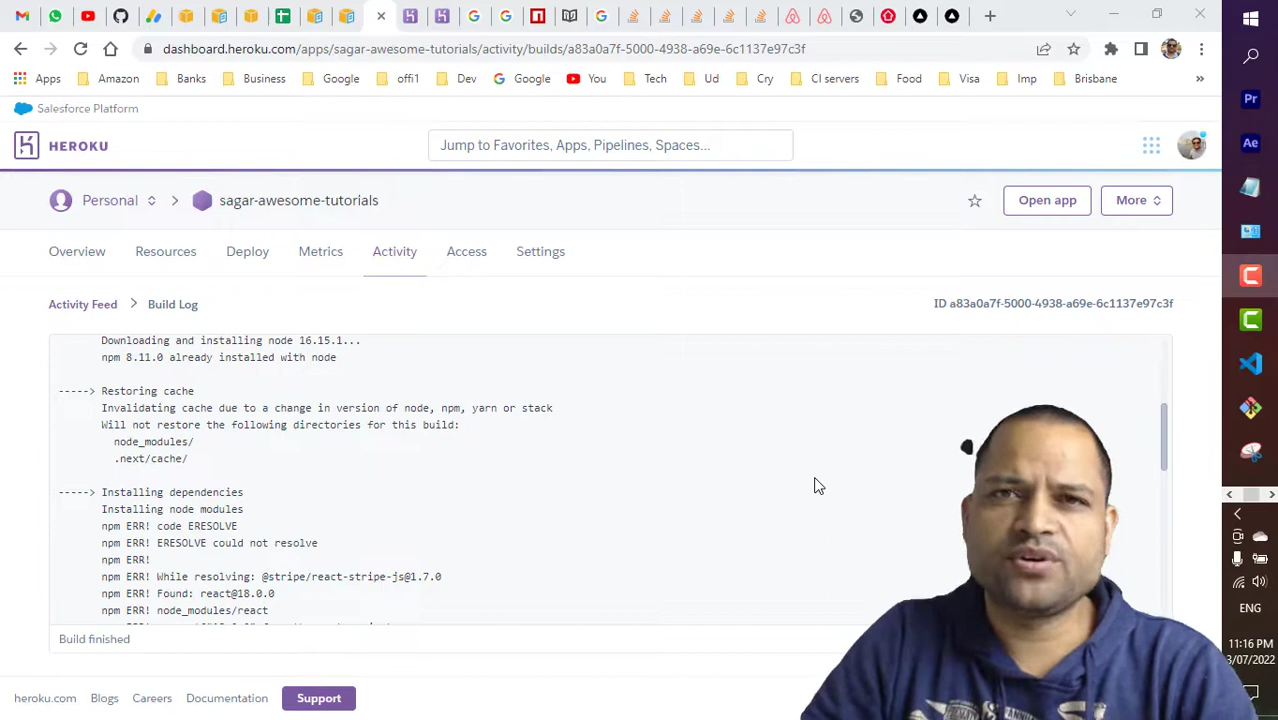 dashboard.heroku.com/apps/sagar-awesome-tutorials/activity/builds/a83a0a7f-5000-4938-a69e-6c1137e97c3f
Apps Amazon Banks Business Google offi1 Dev Google You Tech Ud Cry CI servers Food Visa Imp Brisbane »
Salesforce Platform
HEROKU
Jump to Favorites, Apps, Pipelines, Spaces...
Personal
sagar-awesome-tutorials
Open app
More
Overview Resources Deploy Metrics Activity Access Settings
Activity Feed > Build Log
ID a83a0a7f-5000-4938-a69e-6c1137e97c3f
Downloading and installing node 16.15.1...
npm 8.11.0 already installed with node
-----> Restoring cache
Invalidating cache due to a change in version of node, npm, yarn or stack
Will not restore the following directories for this build:
node_modules/
.next/cache/
-----> Installing dependencies
Installing node modules
npm ERR! code ERESOLVE
npm ERR! ERESOLVE could not resolve
npm ERR!
npm ERR! While resolving: @stripe/react-stripe-js@1.7.0
npm ERR! Found: react@18.0.0
npm ERR! node_modules/react
Build finished
heroku.com Blogs Careers Documentation Support
Pr
Ae
ENG
11:16 PM
3/07/2022